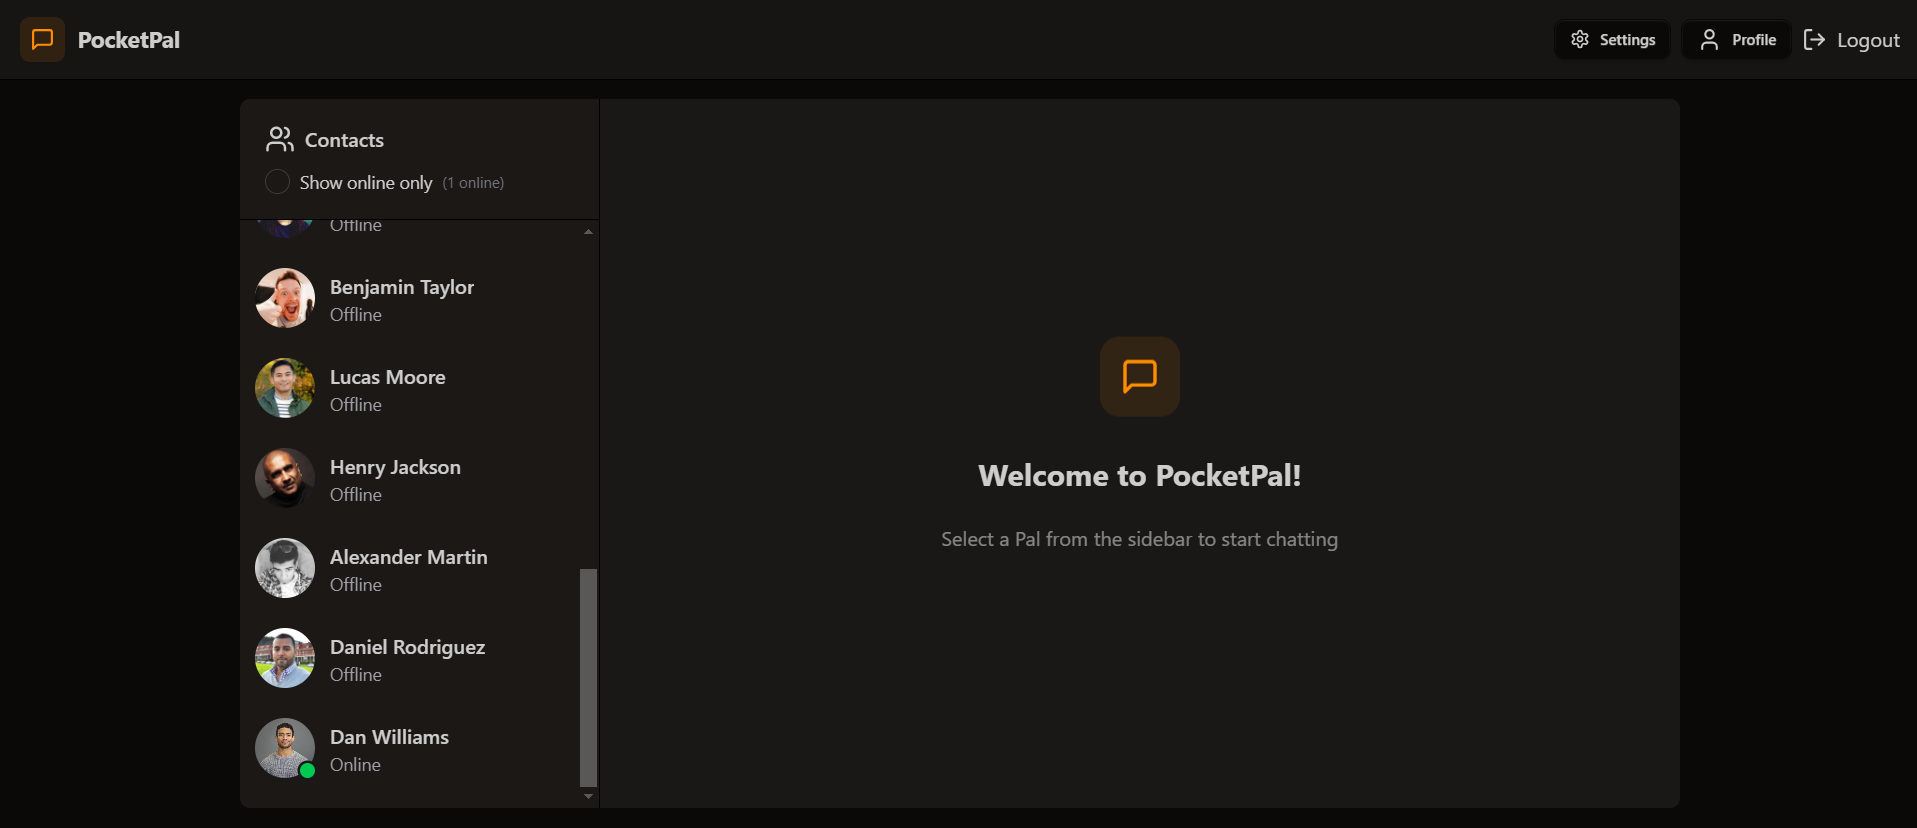 PocketPal
Settings
Profile
Logout
Contacts
Show online only (1 online)
Offline
Benjamin Taylor
Offline
Lucas Moore
Offline
Henry Jackson
Offline
Alexander Martin
Offline
Daniel Rodriguez
Offline
Dan Williams
Online
Welcome to PocketPal!
Select a Pal from the sidebar to start chatting